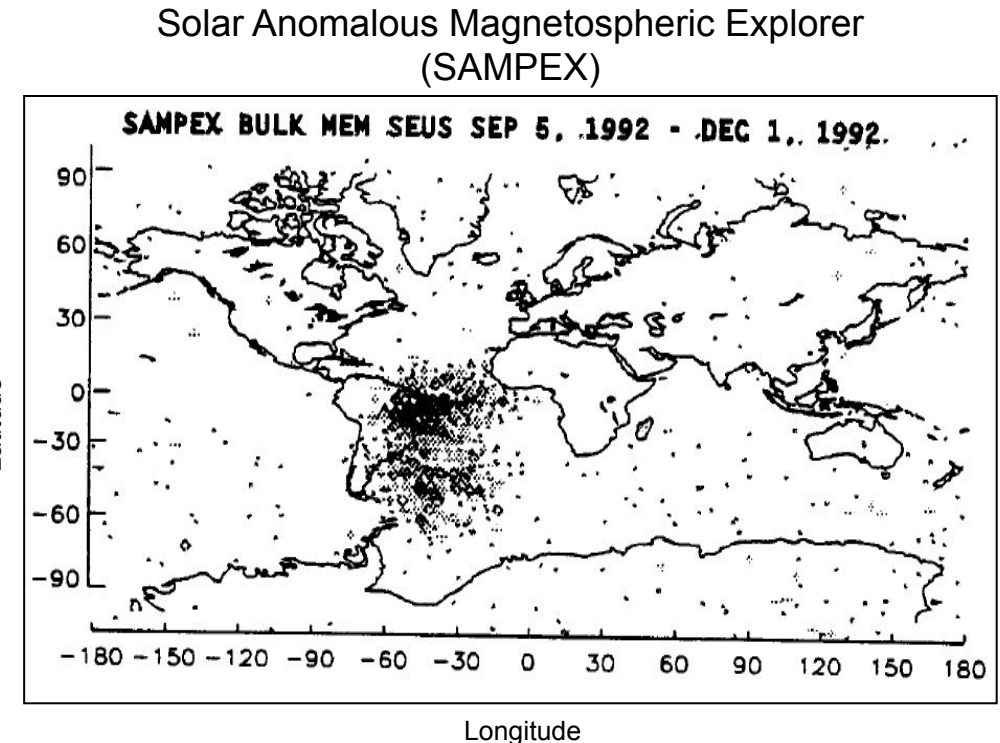 Solar Anomalous Magnetospheric Explorer
(SAMPEX)
SAMPEX BULK MEM SEUS SEP 5, 1992 - DEC 1, 1992.
90
60
30
0
-30
-60
-90
-180 -150 -120 -90 -60 -30 0 30 60 90 120 150 180
Longitude